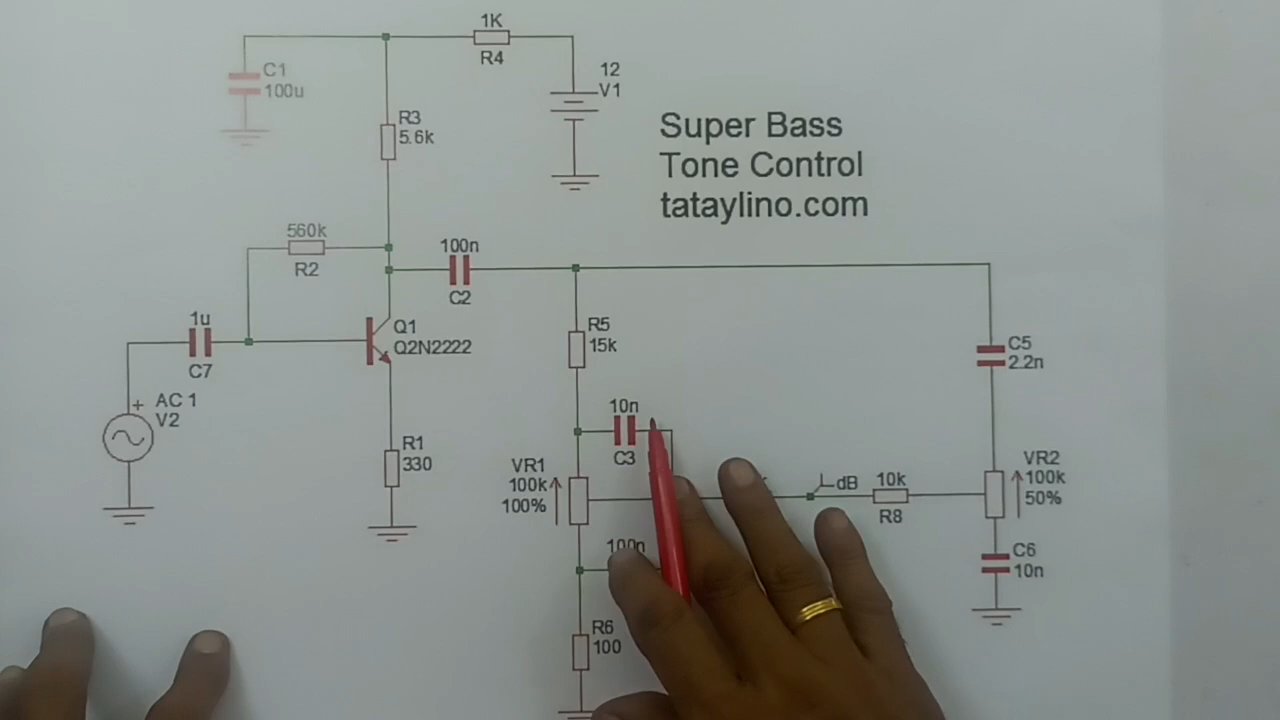 1K
R4
C1
100u
12
V1
R3
5.6k
Super Bass
Tone Control
tataylino.com
560k
R2
100n
C2
1u
C7
Q1
Q2N2222
R5
15k
C5
2.2n
AC 1
V2
+
10n
C3
R1
330
VR1
100k
100%
dB
10k
R8
VR2
100k
50%
100n
C6
10n
R6
100